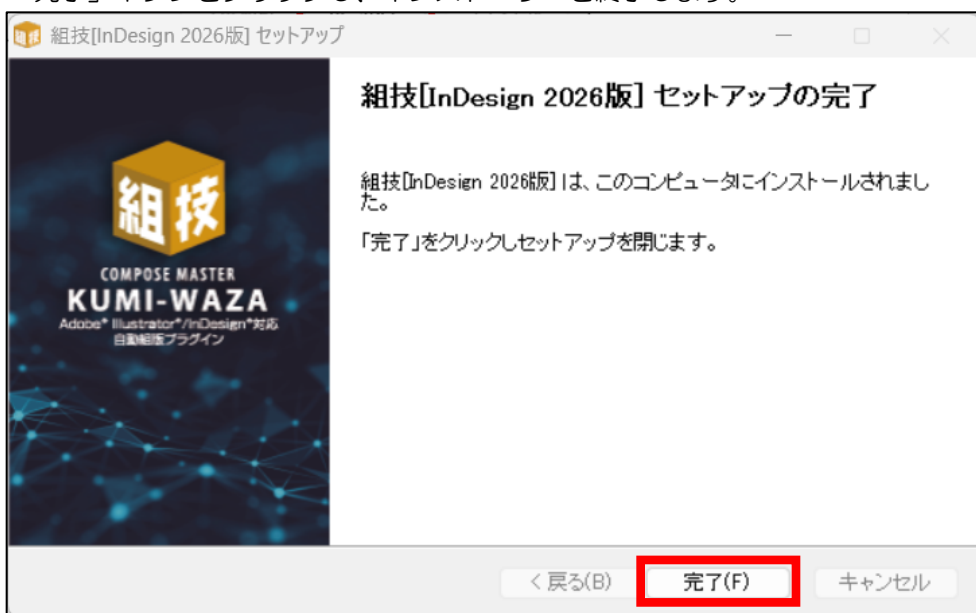 組技[InDesign 2026版] セットアップ
組技[InDesign 2026版] セットアップの完了
組技[InDesign 2026版] は、このコンピュータにインストールされまし
た。
「完了」をクリックしセットアップを閉じます。
組技
COMPOSE MASTER
KUMI-WAZA
Adobe* Illustrator*/InDesign*対応
自動組版プラグイン
< 戻る(B)
完了(F)
キャンセル